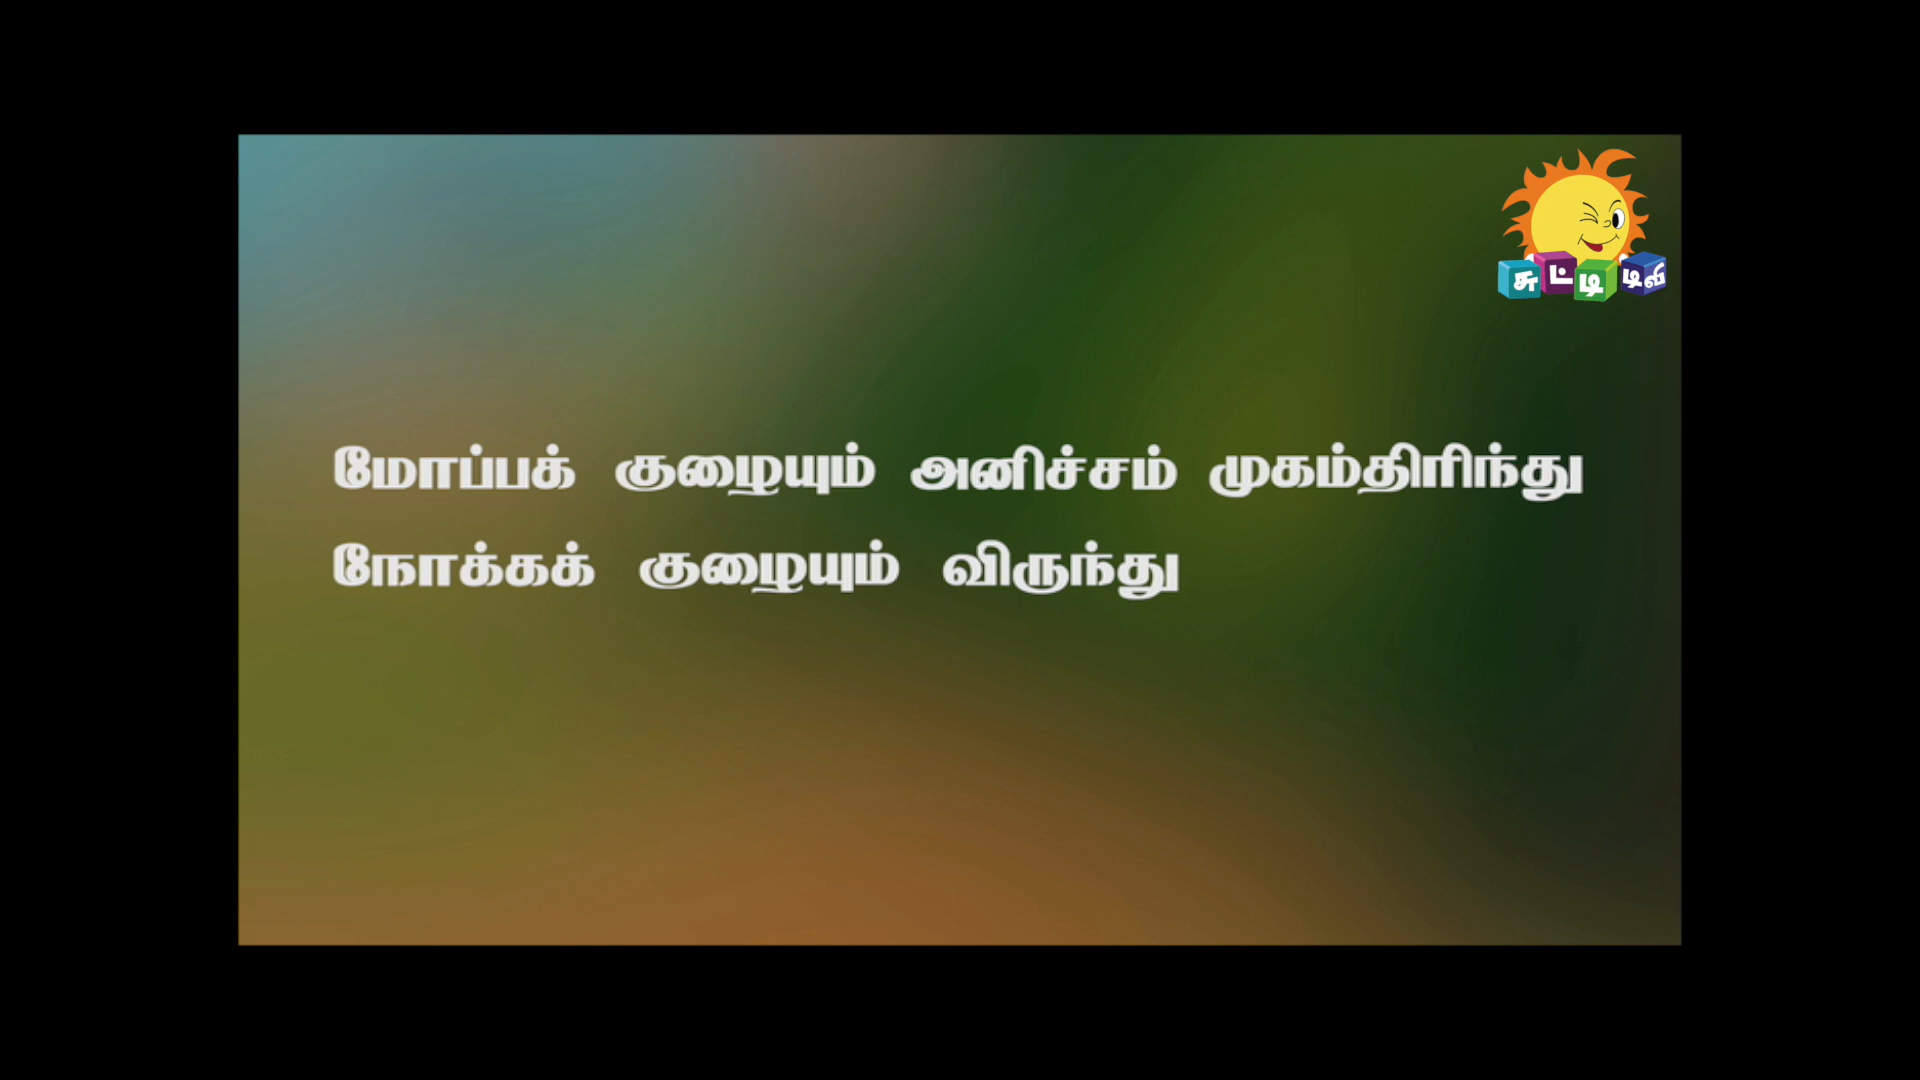 சுட்டி டிவி
மோப்பக் குழையும் அனிச்சம் முகம்திரிந்து
நோக்கக் குழையும் விருந்து